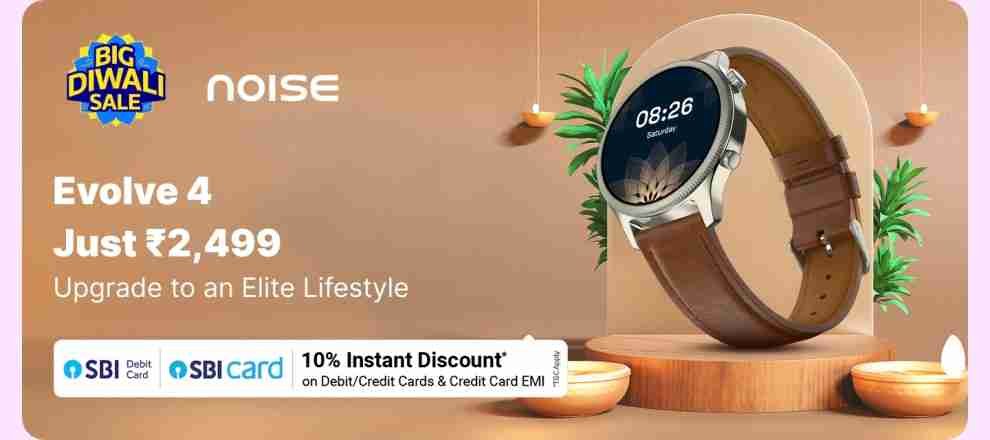 BIG
DIWALI
SALE
NOISE
Evolve 4
Just ₹2,499
Upgrade to an Elite Lifestyle
08:26
Saturday
SBI Debit Card
SBI card
10% Instant Discount*
on Debit/Credit Cards & Credit Card EMI
*T&C Apply